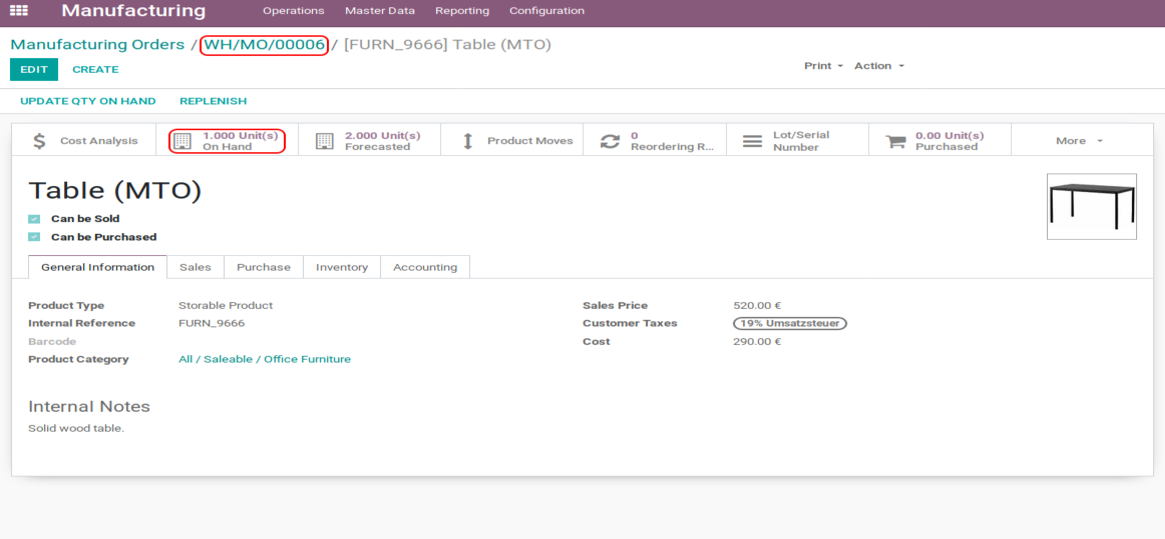 Manufacturing Operations Master Data Reporting Configuration
Manufacturing Orders / WH/MO/00006 / [FURN_9666] Table (MTO)
EDIT CREATE Print Action
UPDATE QTY ON HAND REPLENISH
Cost Analysis
1.000 Unit(s)
On Hand
2.000 Unit(s)
Forecasted
Product Moves
0
Reordering R...
Lot/Serial
Number
0.00 Unit(s)
Purchased
More
Table (MTO)
Can be Sold
Can be Purchased
General Information Sales Purchase Inventory Accounting
Product Type Storable Product
Internal Reference FURN_9666
Barcode
Product Category All / Saleable / Office Furniture
Sales Price 520.00 €
Customer Taxes 19% Umsatzsteuer
Cost 290.00 €
Internal Notes
Solid wood table.